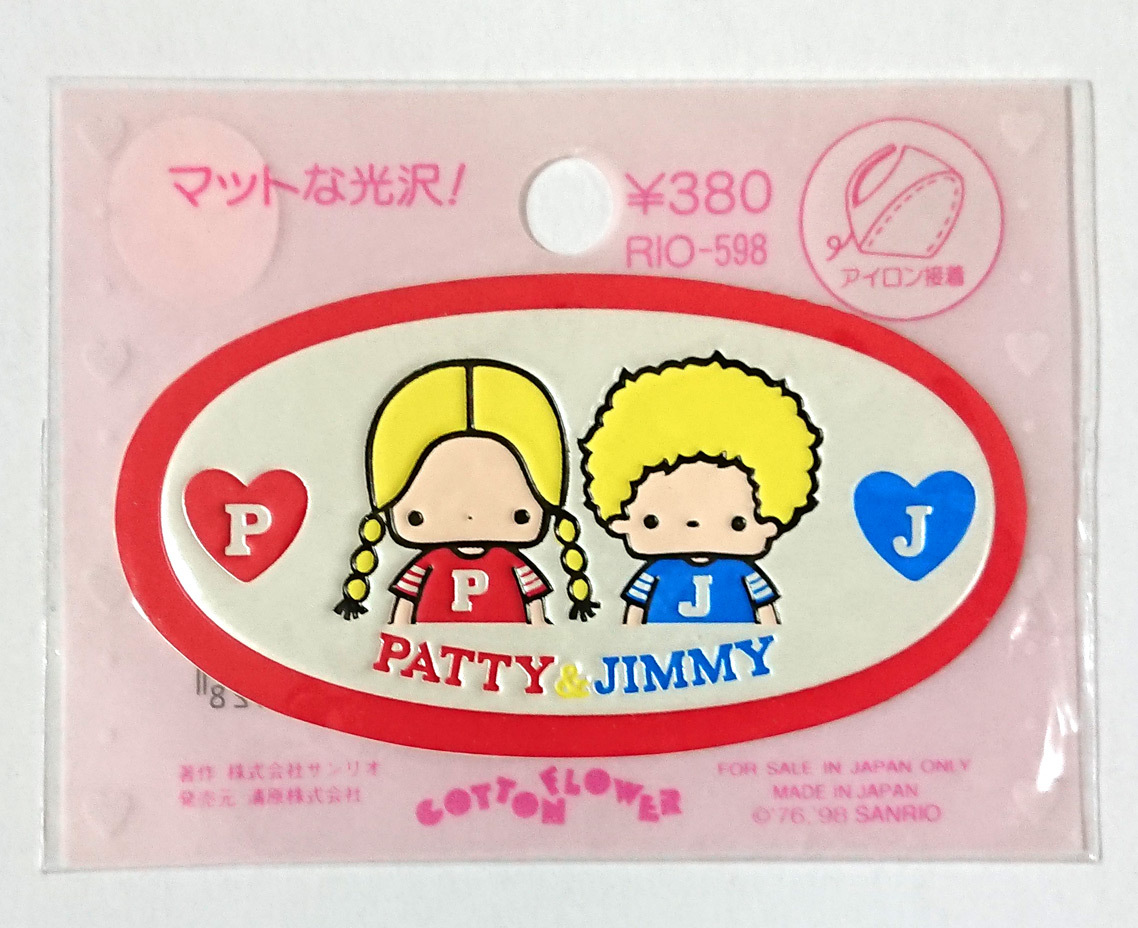 マットな光沢!
¥380
RIO-598
アイロン接着
P
J
P
J
PATTY&JIMMY
著作 株式会社サンリオ
発売元 清原株式会社
COTTON FLOWER
FOR SALE IN JAPAN ONLY
MADE IN JAPAN
©'76,'98 SANRIO